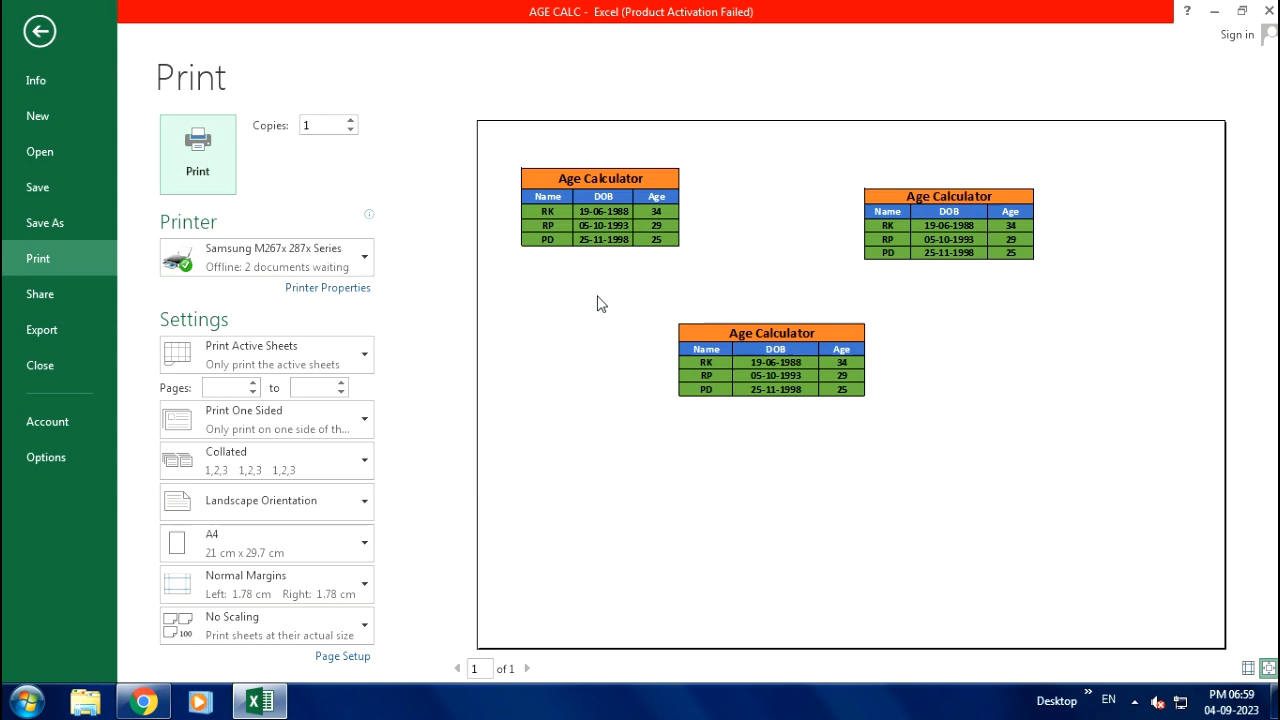 AGE CALC - Excel (Product Activation Failed)
?
Sign in
Info
New
Open
Save
Save As
Print
Share
Export
Close
Account
Options
Print
Print
Copies: 1
Printer
Samsung M267x 287x Series
Offline: 2 documents waiting
Printer Properties
Settings
Print Active Sheets
Only print the active sheets
Pages: to
Print One Sided
Only print on one side of th...
Collated
1,2,3 1,2,3 1,2,3
Landscape Orientation
A4
21 cm x 29.7 cm
Normal Margins
Left: 1.78 cm Right: 1.78 cm
No Scaling
100
Print sheets at their actual size
Page Setup
Age Calculator
Name DOB Age
RK 19-06-1988 34
RP 05-10-1993 29
PD 25-11-1998 25
Age Calculator
Name DOB Age
RK 19-06-1988 34
RP 05-10-1993 29
PD 25-11-1998 25
Age Calculator
Name DOB Age
RK 19-06-1988 34
RP 05-10-1993 29
PD 25-11-1998 25
1 of 1
Desktop » EN
PM 06:59
04-09-2023